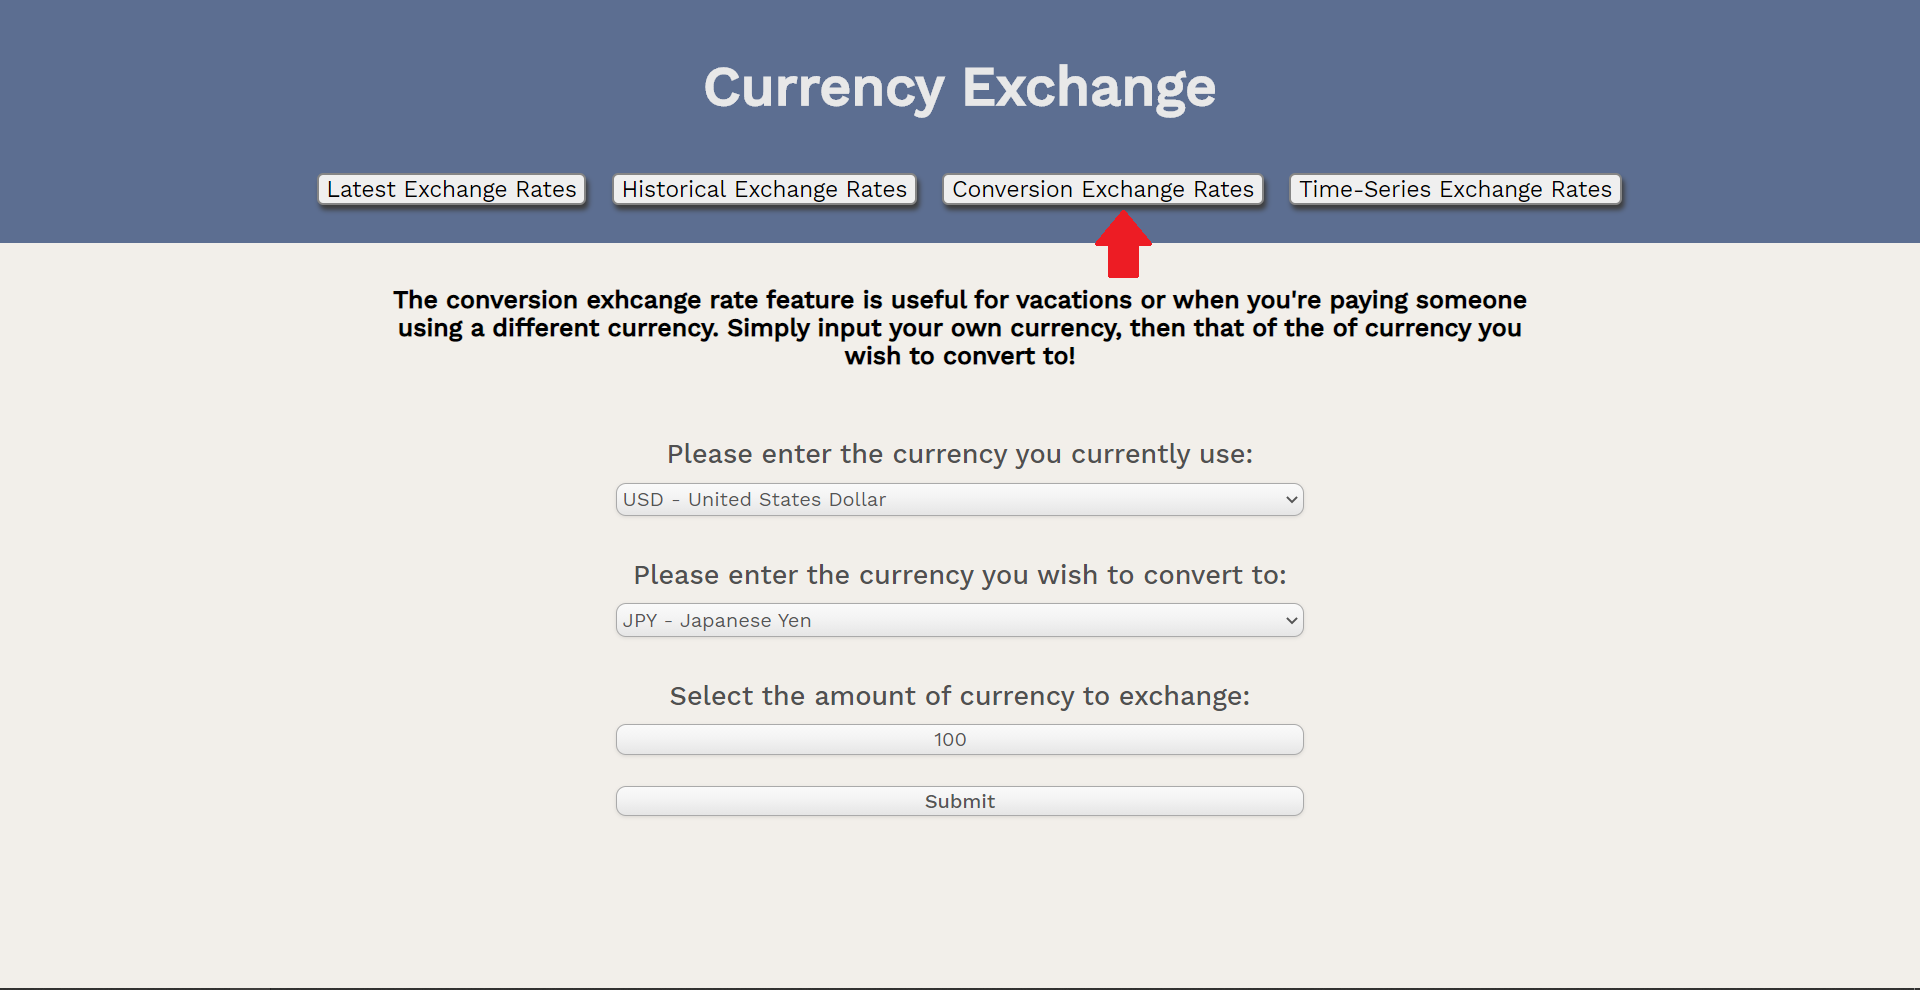 Currency Exchange
Latest Exchange Rates Historical Exchange Rates Conversion Exchange Rates Time-Series Exchange Rates
The conversion exhcange rate feature is useful for vacations or when you're paying someone
using a different currency. Simply input your own currency, then that of the of currency you
wish to convert to!
Please enter the currency you currently use:
USD - United States Dollar
Please enter the currency you wish to convert to:
JPY - Japanese Yen
Select the amount of currency to exchange:
100
Submit